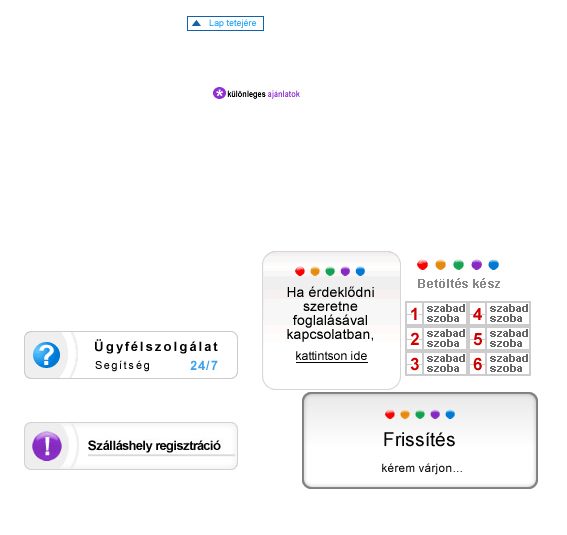 Lap tetejére
különleges ajánlatok
Ha érdeklődni
szeretne
foglalásával
kapcsolatban,
kattintson ide
Betöltés kész
1 szabad szoba 4 szabad szoba
2 szabad szoba 5 szabad szoba
3 szabad szoba 6 szabad szoba
? Ügyfélszolgálat
Segítség 24/7
Frissítés
kérem várjon...
! Szálláshely regisztráció